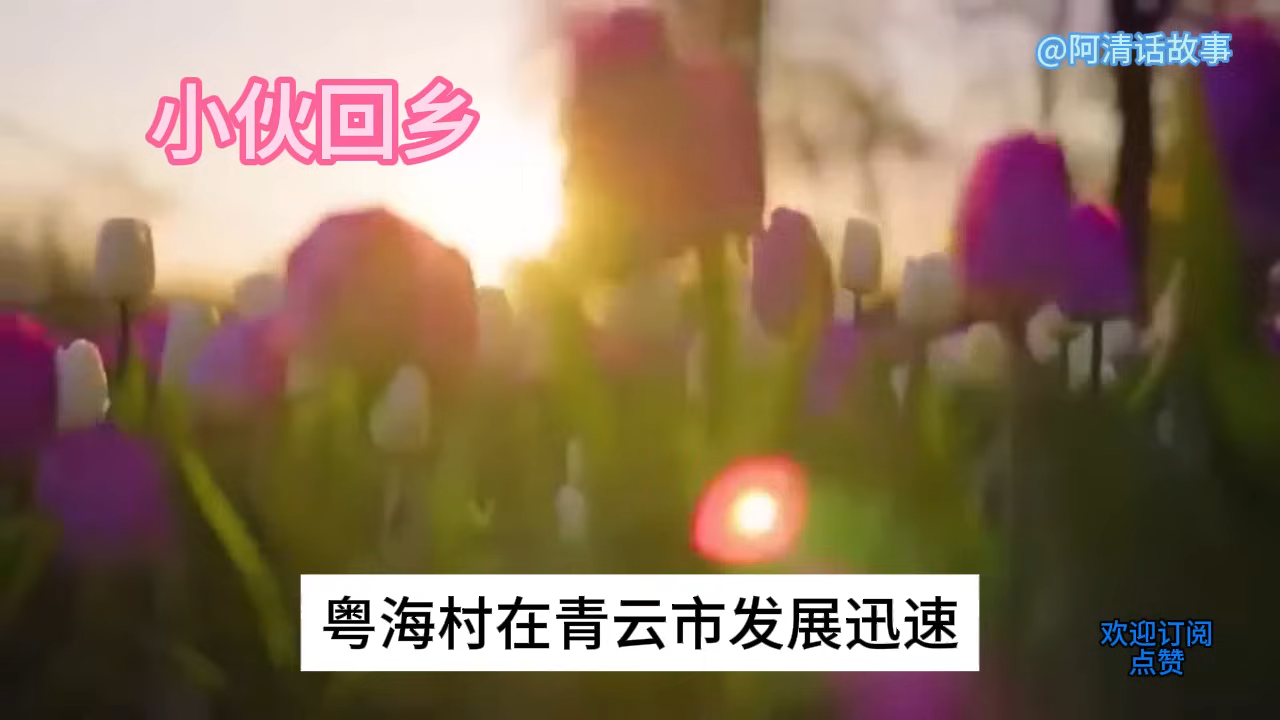 @阿清话故事
小伙回乡
粤海村在青云市发展迅速
欢迎订阅
点赞